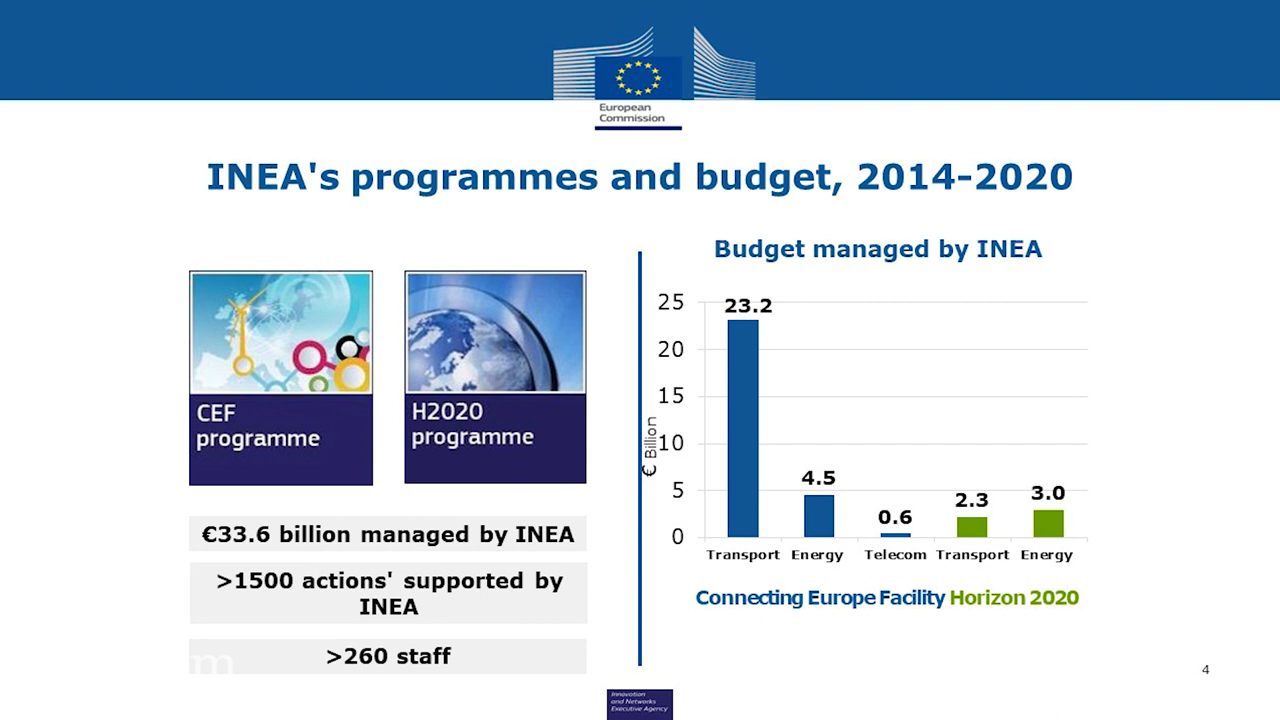 European
Commission
INEA's programmes and budget, 2014-2020
CEF
programme
H2020
programme
€33.6 billion managed by INEA
>1500 actions' supported by
INEA
>260 staff
Budget managed by INEA
€ Billion
25
20
15
10
5
0
23.2
4.5
0.6
2.3
3.0
Transport Energy Telecom Transport Energy
Connecting Europe Facility Horizon 2020
4
Innovation
and Networks
Executive Agency